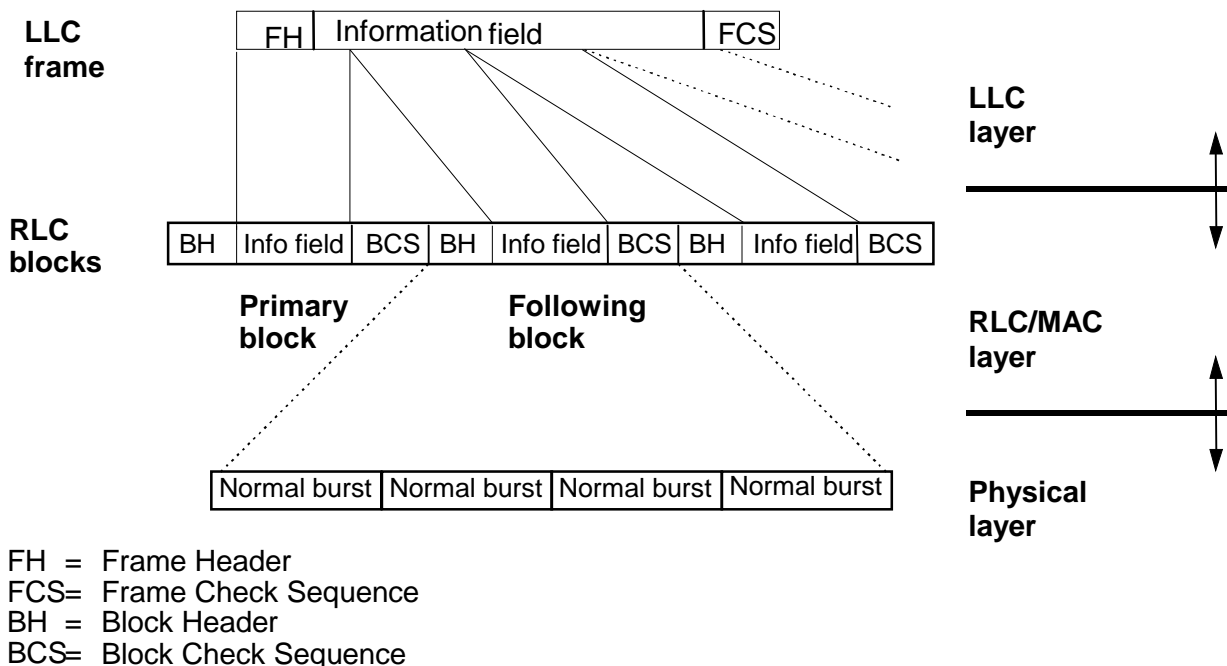 LLC
frame
FH Information field FCS
LLC
layer
RLC
blocks
BH Info field BCS BH Info field BCS BH Info field BCS
Primary
block
Following
block
RLC/MAC
layer
Normal burst Normal burst Normal burst Normal burst
Physical
layer
FH = Frame Header
FCS= Frame Check Sequence
BH = Block Header
BCS= Block Check Sequence